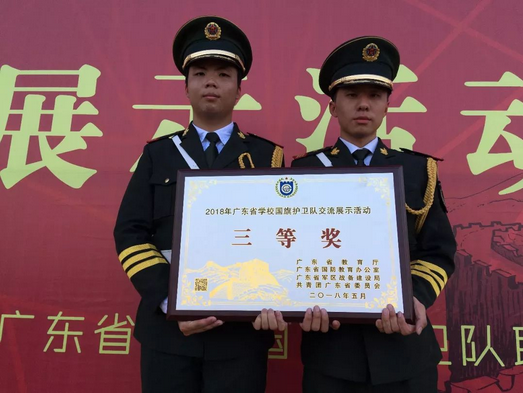 展示活动
2018年广东省学校国旗护卫队交流展示活动
三等奖
广东省教育厅
广东省国防教育办公室
广东省军区战备建设局
共青团广东省委员会
二〇一八年五月
广东省
卫队